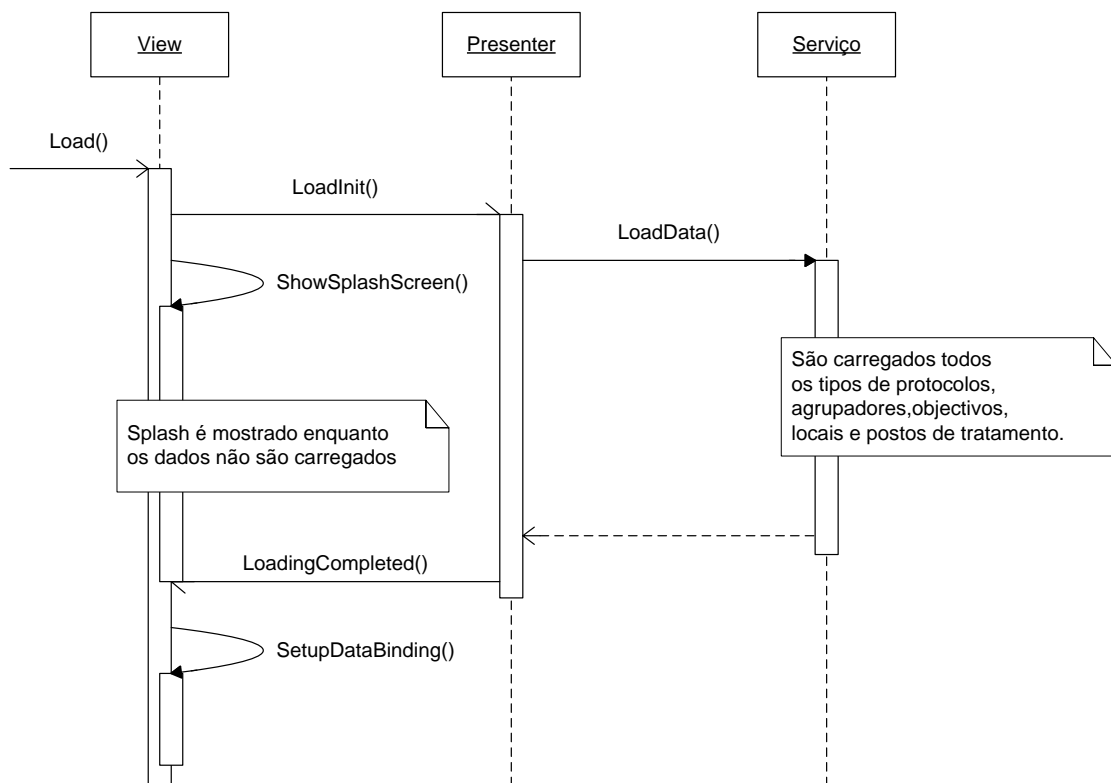 View
Presenter
Serviço
Load()
LoadInit()
LoadData()
ShowSplashScreen()
São carregados todos
os tipos de protocolos,
agrupadores,objectivos,
locais e postos de tratamento.
Splash é mostrado enquanto
os dados não são carregados
LoadingCompleted()
SetupDataBinding()